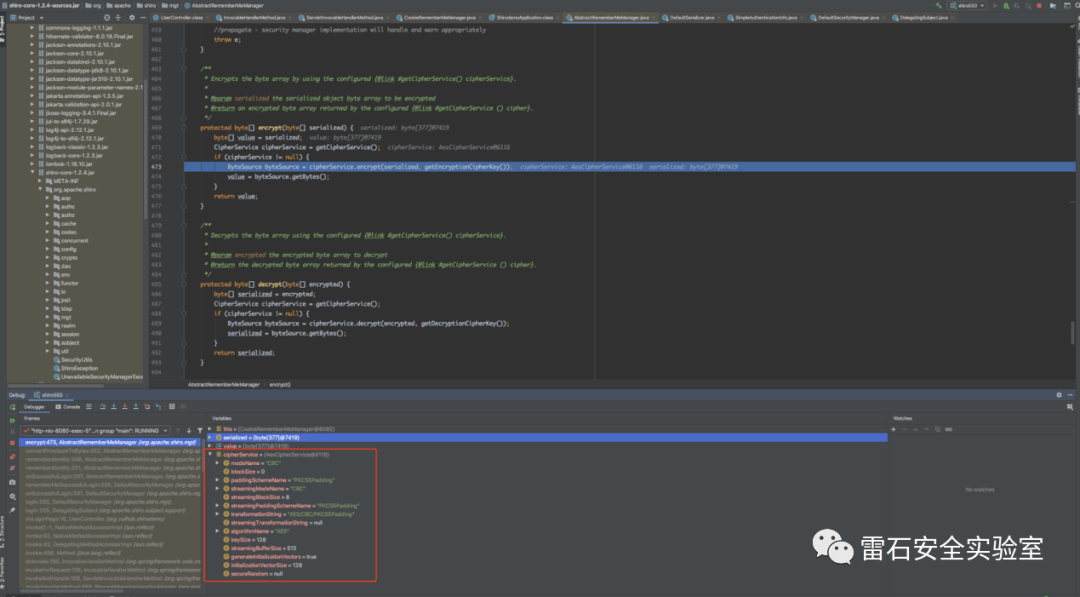 shiro-core-1.2.4-sources.jar org apache shiro mgt AbstractRememberMeManager
Project
UserController.class InvocableHandlerMethod.java ServletInvocableHandlerMethod.java CookieRememberMeManager.java ShirodemoApplication.class AbstractRememberMeManager.java DefaultSerializer.java SimpleAuthenticationInfo.java DefaultSecurityManager.java DelegatingSubject.java
commons-logging-1.1.1.jar
hibernate-validator-6.0.18.Final.jar
jackson-annotations-2.10.1.jar
jackson-core-2.10.1.jar
jackson-databind-2.10.1.jar
jackson-datatype-jdk8-2.10.1.jar
jackson-datatype-jsr310-2.10.1.jar
jackson-module-parameter-names-2.1
jakarta.annotation-api-1.3.5.jar
jakarta.validation-api-2.0.1.jar
jboss-logging-3.4.1.Final.jar
jul-to-slf4j-1.7.29.jar
log4j-api-2.12.1.jar
log4j-to-slf4j-2.12.1.jar
logback-classic-1.2.3.jar
logback-core-1.2.3.jar
lombok-1.18.10.jar
shiro-core-1.2.4.jar
META-INF
org.apache.shiro
aop
authc
authz
cache
codec
concurrent
config
crypto
dao
env
functor
io
jndi
ldap
mgt
realm
session
subject
util
SecurityUtils
ShiroException
UnavailableSecurityManagerExce
459 //propagate - security manager implementation will handle and warn appropriately
460 throw e;
461 }
462
463 /**
464 * Encrypts the byte array by using the configured {@link #getCipherService() cipherService}.
465 *
466 * @param serialized the serialized object byte array to be encrypted
467 * @return an encrypted byte array returned by the configured {@link #getCipherService () cipher}.
468 */
469 protected byte[] encrypt(byte[] serialized) { serialized: byte[377]@7419
470 byte[] value = serialized; value: byte[377]@7419
471 CipherService cipherService = getCipherService(); cipherService: AesCipherService@6116
472 if (cipherService != null) {
473 ByteSource byteSource = cipherService.encrypt(serialized, getEncryptionCipherKey()); cipherService: AesCipherService@6116 serialized: byte[377]@7419
474 value = byteSource.getBytes();
475 }
476 return value;
477 }
478
479 /**
480 * Decrypts the byte array using the configured {@link #getCipherService() cipherService}.
481 *
482 * @param encrypted the encrypted byte array to decrypt
483 * @return the decrypted byte array returned by the configured {@link #getCipherService () cipher}.
484 */
485 protected byte[] decrypt(byte[] encrypted) {
486 byte[] serialized = encrypted;
487 CipherService cipherService = getCipherService();
488 if (cipherService != null) {
489 ByteSource byteSource = cipherService.decrypt(encrypted, getDecryptionCipherKey());
490 serialized = byteSource.getBytes();
491 }
492 return serialized;
493 }
494
AbstractRememberMeManager encrypt()
Debug: shiro550
Debugger Console
Frames
"http-nio-8080-exec-5"...n group "main": RUNNING
encrypt:473, AbstractRememberMeManager (org.apache.shiro.mgt)
Variables
this = {CookieRememberMeManager@6092}
serialized = {byte[377]@7419}
value = {byte[377]@7419}
cipherService = {AesCipherService@6116}
modeName = "CBC"
blockSize = 0
paddingSchemeName = "PKCS5Padding"
streamingModeName = "CBC"
streamingBlockSize = 8
streamingPaddingSchemeName = "PKCS5Padding"
transformationString = "AES/CBC/PKCS5Padding"
streamingTransformationString = null
algorithmName = "AES"
keySize = 128
streamingBufferSize = 512
generateInitializationVectors = true
initializationVectorSize = 128
secureRandom = null
Watches
No watches
雷石安全实验室